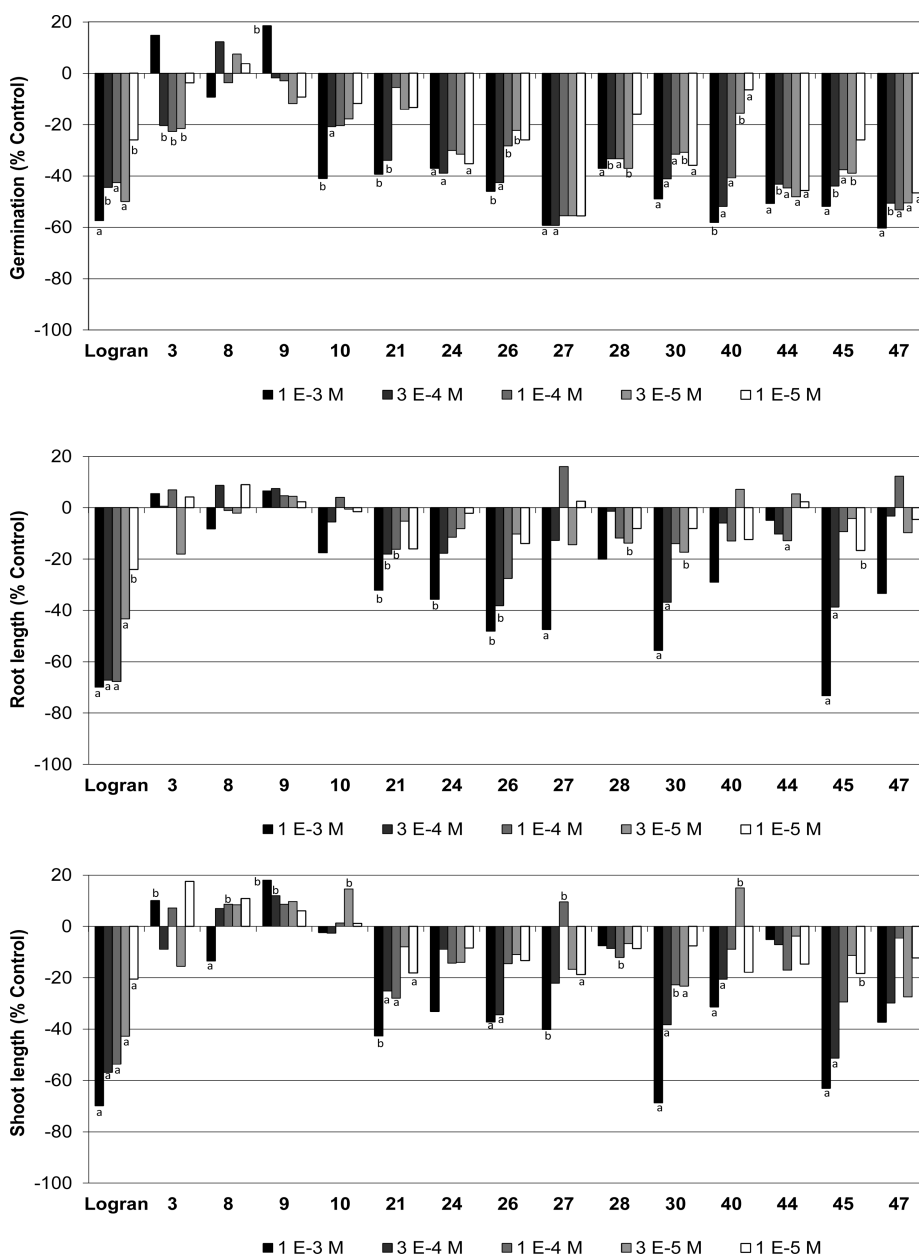 Germination (% Control)
20
0
-20
-40
-60
-80
-100
a b a a b
b b b
b
b a
b b
a a a
b a b b
a a
a b a b
a a b b a
b a a b a
a b a a a
a b a b
a b a a a
Logran 3 8 9 10 21 24 26 27 28 30 40 44 45 47
1 E-3 M 3 E-4 M 1 E-4 M 3 E-5 M 1 E-5 M
Root length (% Control)
20
0
-20
-40
-60
-80
-100
a a a a b
b b b
b
b b
a
b
a a b
a
a a b
Logran 3 8 9 10 21 24 26 27 28 30 40 44 45 47
1 E-3 M 3 E-4 M 1 E-4 M 3 E-5 M 1 E-5 M
Shoot length (% Control)
20
0
-20
-40
-60
-80
-100
a a a a a
b
a b
b b
b
b a a a
a a
b b a
b
a a b a
a a b
a a b
Logran 3 8 9 10 21 24 26 27 28 30 40 44 45 47
1 E-3 M 3 E-4 M 1 E-4 M 3 E-5 M 1 E-5 M